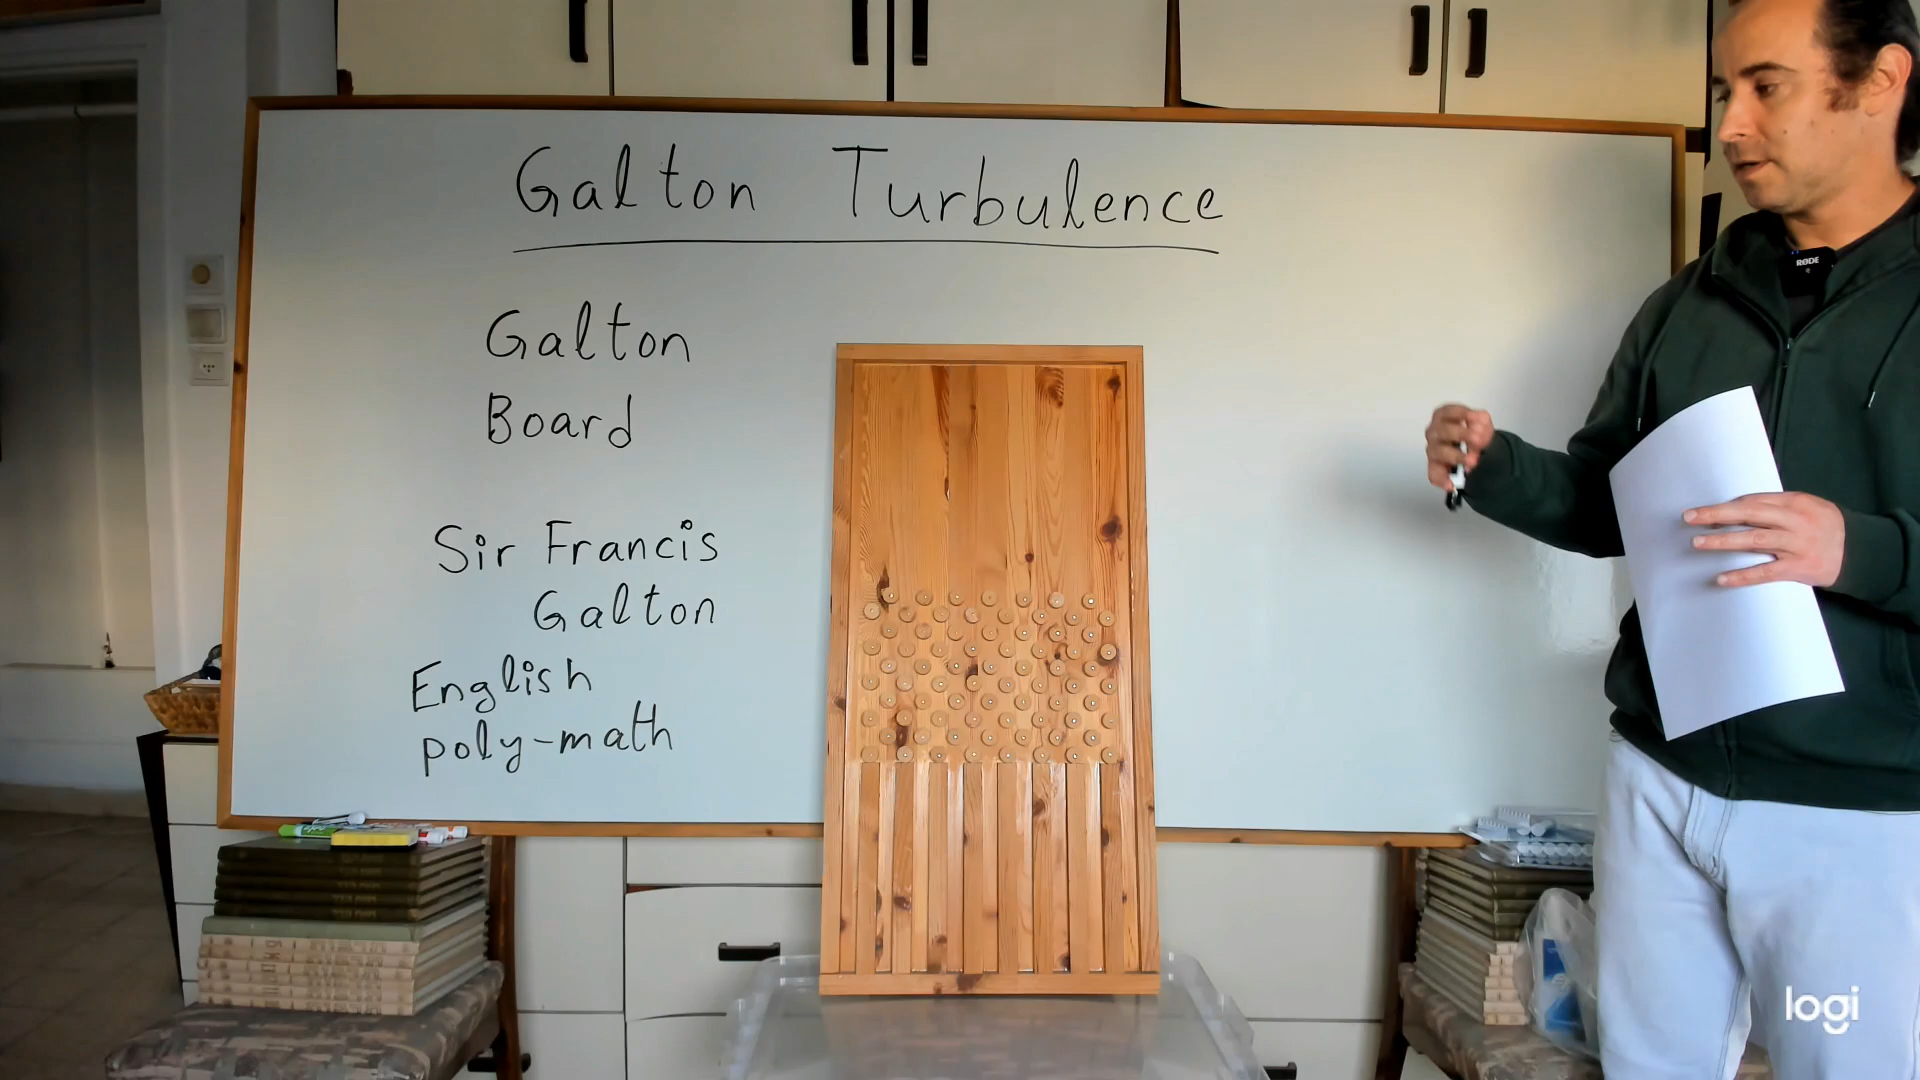 Galton Turbulence
Galton
Board
Sir Francis
Galton
English
poly-math
RØDE
logi